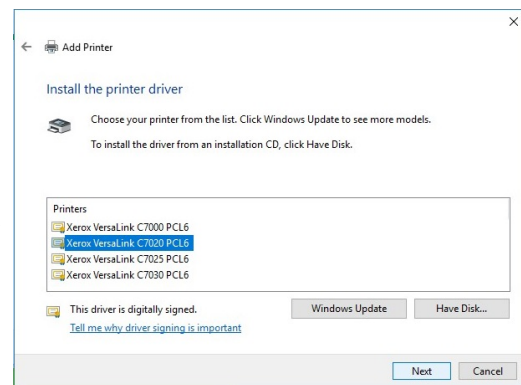 Add Printer
Install the printer driver
Choose your printer from the list. Click Windows Update to see more models.
To install the driver from an installation CD, click Have Disk.
Printers
Xerox VersaLink C7000 PCL6
Xerox VersaLink C7020 PCL6
Xerox VersaLink C7025 PCL6
Xerox VersaLink C7030 PCL6
This driver is digitally signed.
Windows Update
Have Disk...
Tell me why driver signing is important
Next
Cancel